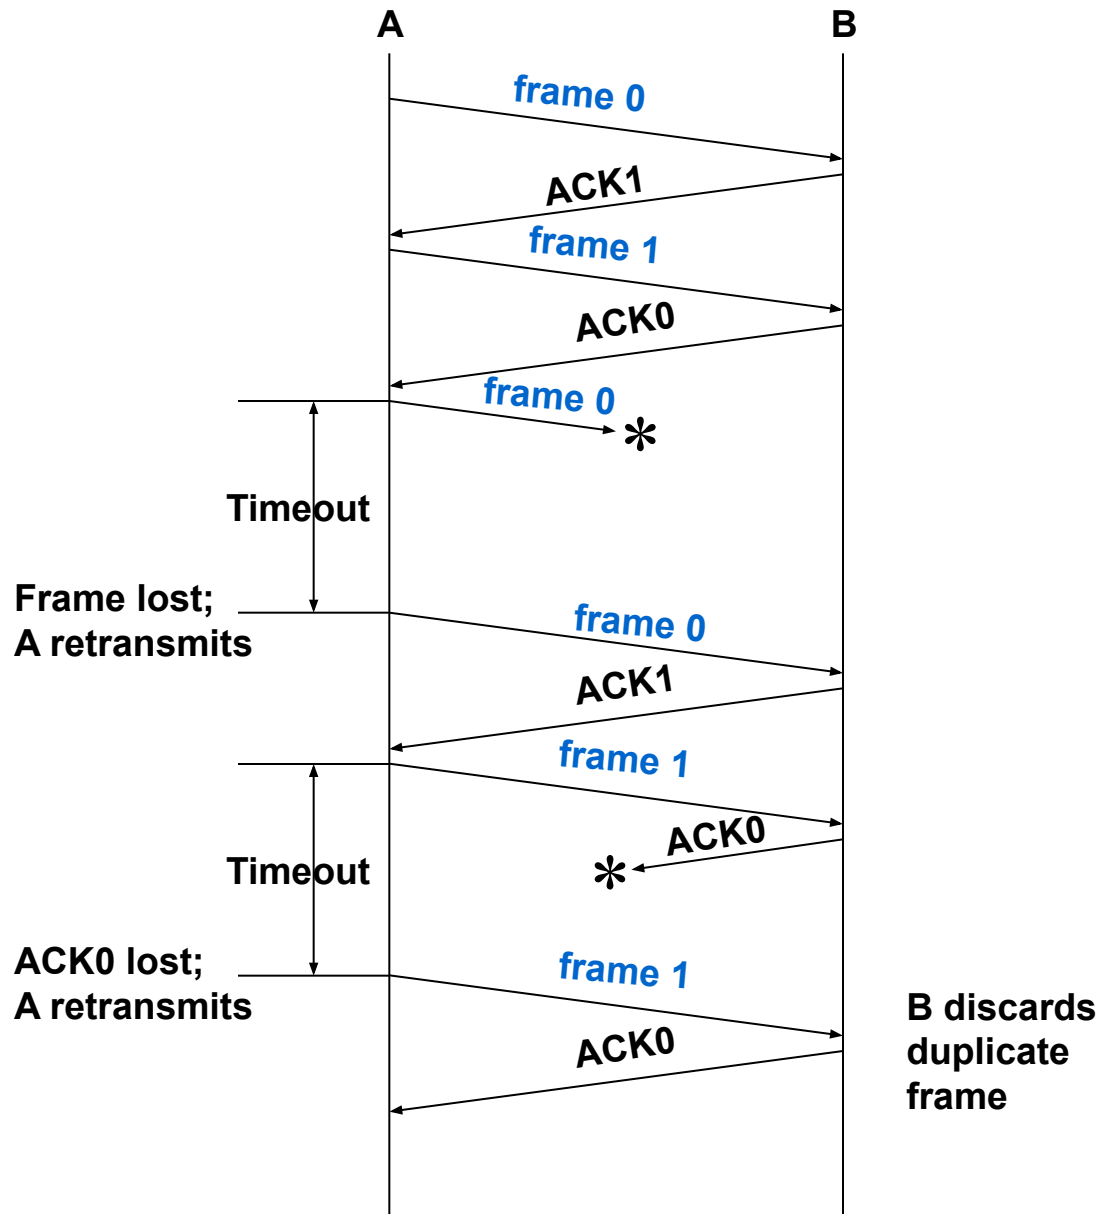 A
B
frame 0
ACK1
frame 1
ACK0
frame 0
Timeout
Frame lost;
A retransmits
frame 0
ACK1
frame 1
ACK0
Timeout
ACK0 lost;
A retransmits
frame 1
B discards
duplicate
frame
ACK0